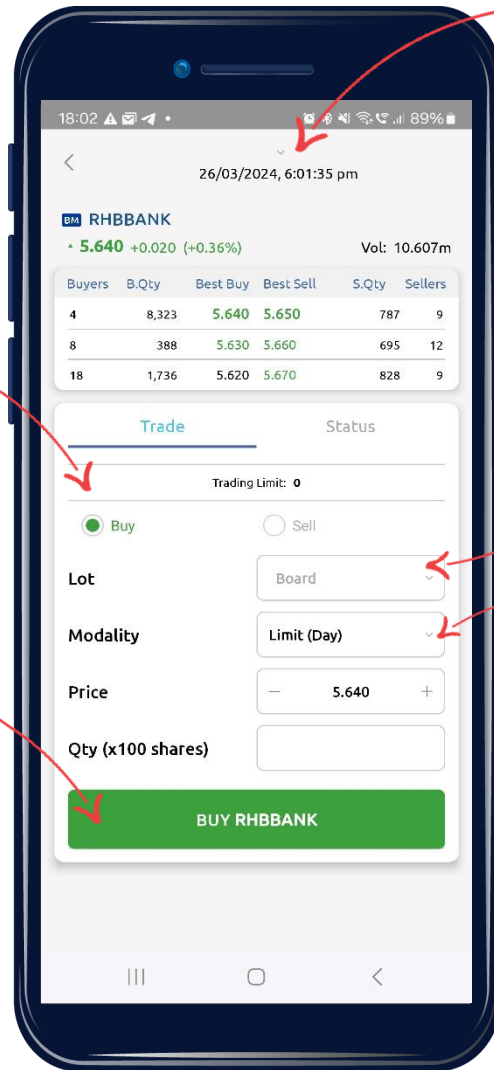 18:02 89%
26/03/2024, 6:01:35 pm
BM RHBBANK
5.640 +0.020 (+0.36%) Vol: 10.607m
Buyers B.Qty Best Buy Best Sell S.Qty Sellers
4 8,323 5.640 5.650 787 9
8 388 5.630 5.660 695 12
18 1,736 5.620 5.670 828 9
Trade Status
Trading Limit: 0
Buy Sell
Lot Board
Modality Limit (Day)
Price − 5.640 +
Qty (x100 shares)
BUY RHBBANK